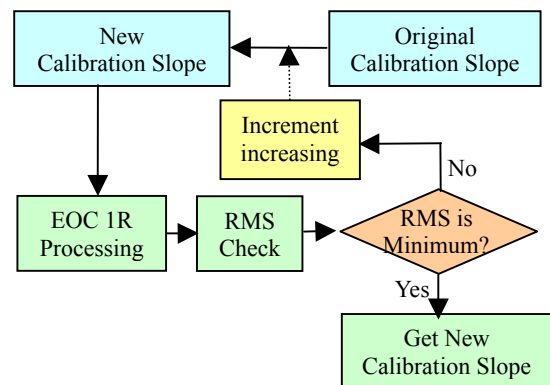 New
Calibration Slope
Original
Calibration Slope
Increment
increasing
No
EOC 1R
Processing
RMS
Check
RMS is
Minimum?
Yes
Get New
Calibration Slope